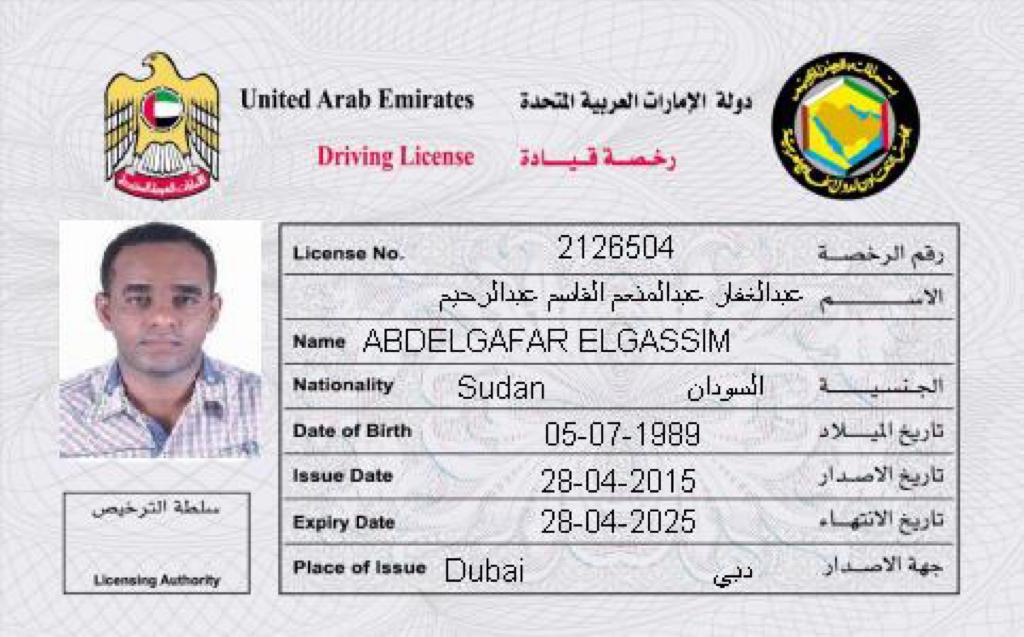 United Arab Emirates دولة الإمارات العربية المتحدة
Driving License رخصة قيادة
License No. 2126504 رقم الرخصة
عبدالغفار عبدالمنعم القاسم عبدالرحيم الاسم
Name ABDELGAFAR ELGASSIM
Nationality Sudan السودان الجنسية
Date of Birth 05-07-1989 تاريخ الميلاد
Issue Date 28-04-2015 تاريخ الاصدار
Expiry Date 28-04-2025 تاريخ الانتهاء
Place of Issue Dubai دبي جهة الاصدار
سلطة الترخيص
Licensing Authority